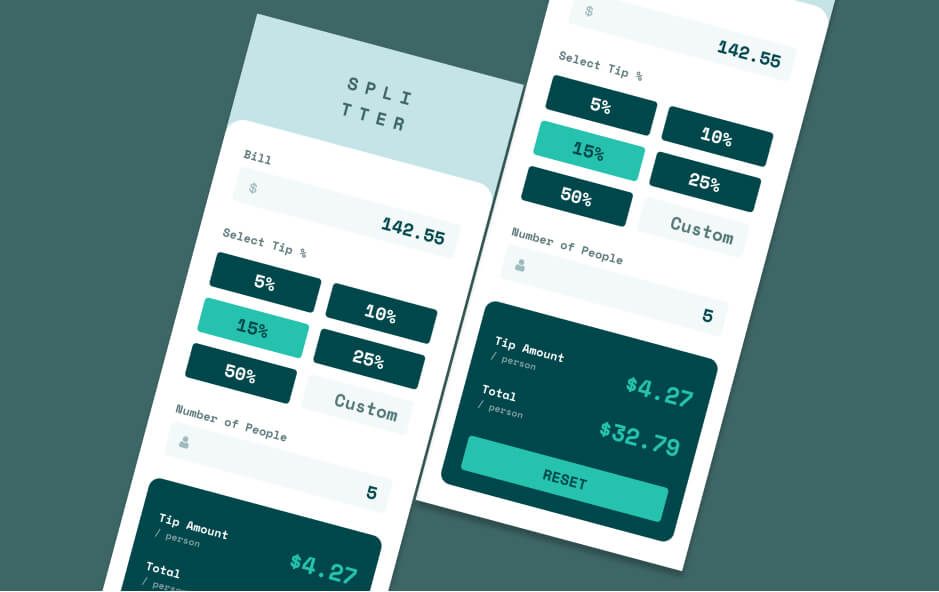 SPLI
TTER
Bill
$
142.55
Select Tip %
5%
10%
15%
25%
50%
Custom
Number of People
5
Tip Amount
/ person
$4.27
Total
$
142.55
Select Tip %
5%
10%
15%
25%
50%
Custom
Number of People
5
Tip Amount
/ person
$4.27
Total
/ person
$32.79
RESET